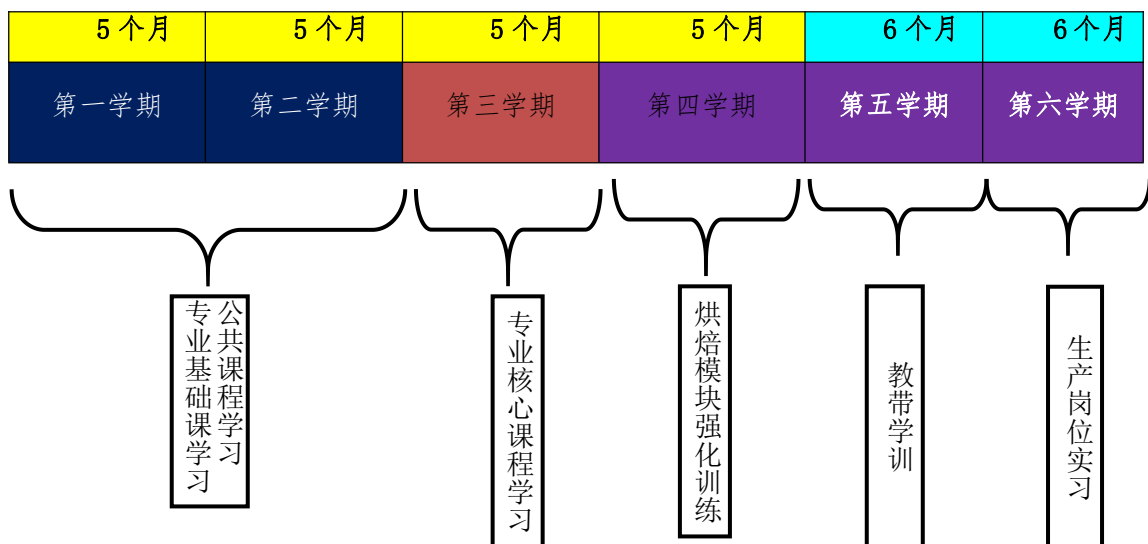 5个月 5个月 5个月 5个月 6个月 6个月
第一学期 第二学期 第三学期 第四学期 第五学期 第六学期
公共课程学习
专业基础课学习
专业核心课程学习
烘焙模块强化训练
教带学训
生产岗位实习